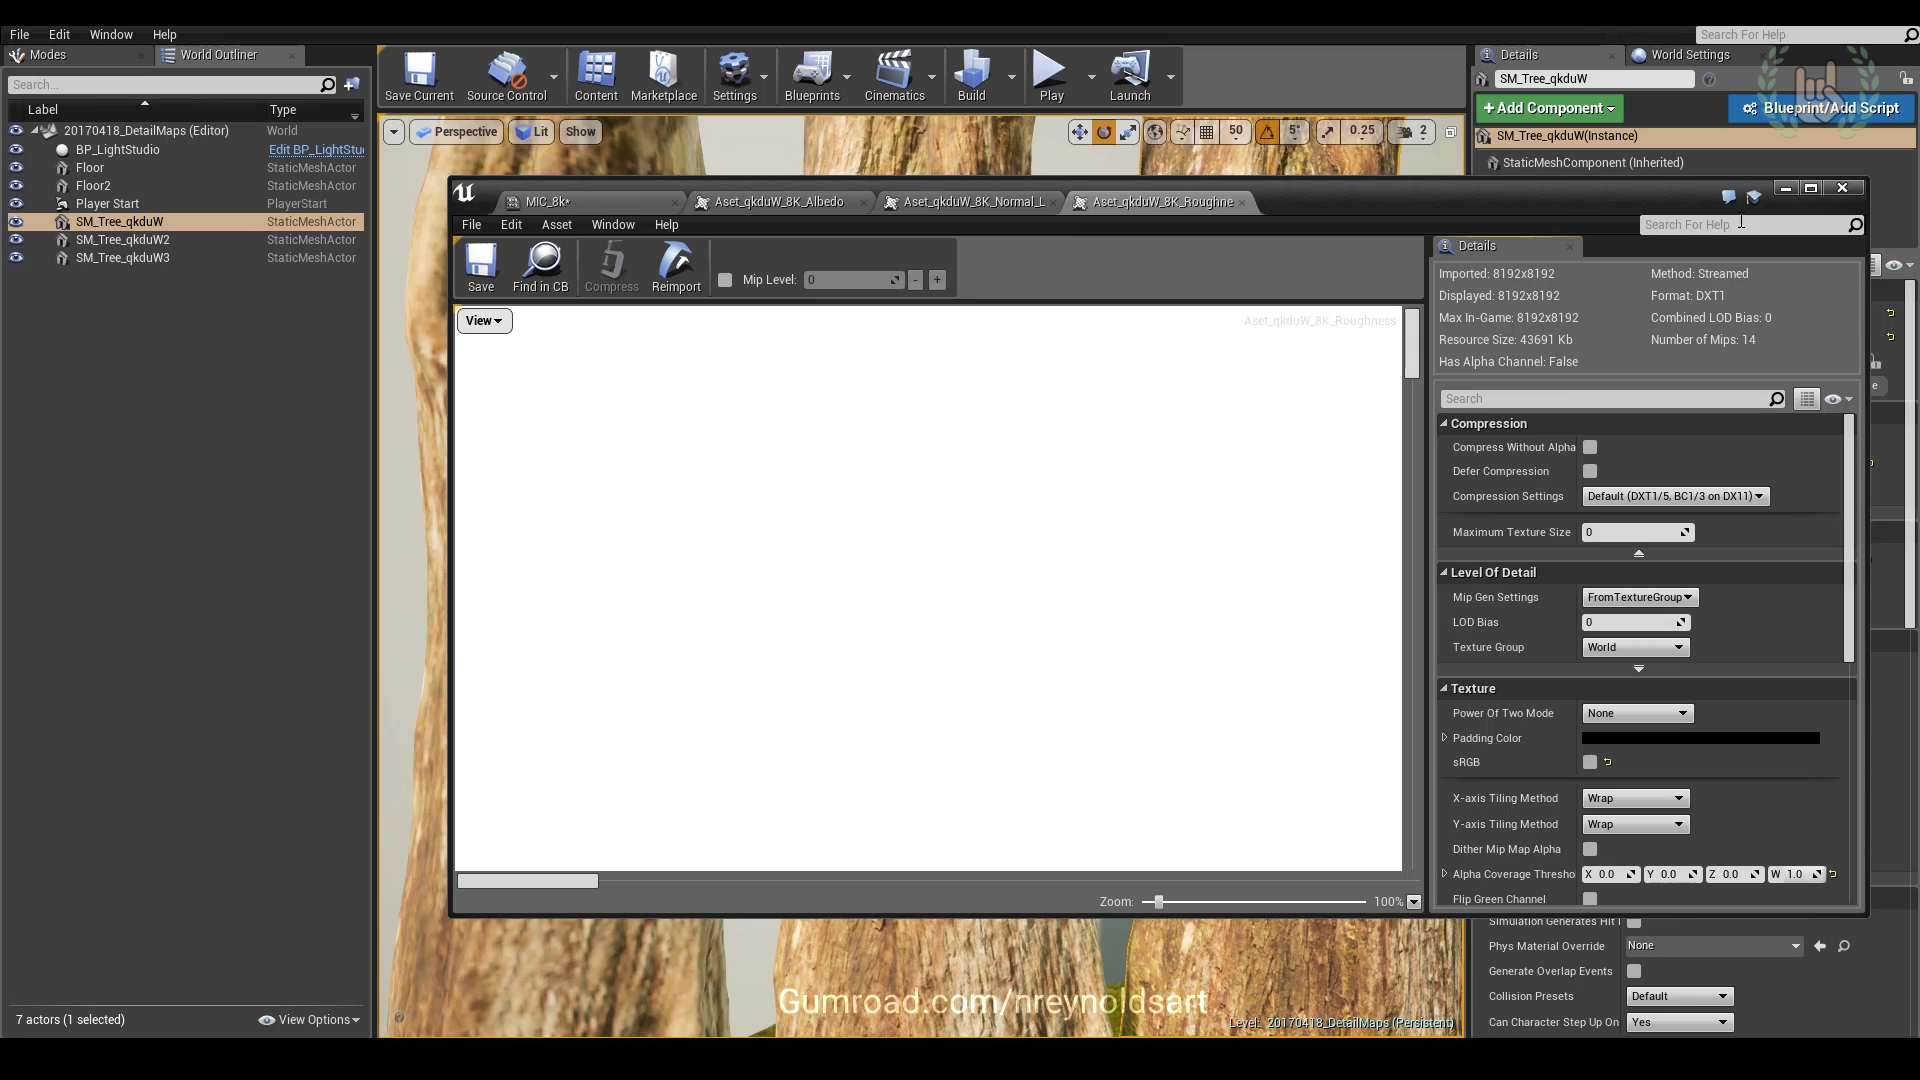 File Edit Window Help
Search For Help
Modes
World Outliner
Search...
Label Type
20170418_DetailMaps (Editor) World
BP_LightStudio Edit BP_LightStu
Floor StaticMeshActor
Floor2 StaticMeshActor
Player Start PlayerStart
SM_Tree_qkduW StaticMeshActor
SM_Tree_qkduW2 StaticMeshActor
SM_Tree_qkduW3 StaticMeshActor
7 actors (1 selected)
View Options
Save Current Source Control Content Marketplace Settings Blueprints Cinematics Build Play Launch
Perspective Lit Show
50 5° 0.25 2
Details World Settings
SM_Tree_qkduW
+Add Component
Blueprint/Add Script
SM_Tree_qkduW(Instance)
StaticMeshComponent (Inherited)
MIC_8k*
Aset_qkduW_8K_Albedo
Aset_qkduW_8K_Normal_L
Aset_qkduW_8K_Roughne
File Edit Asset Window Help
Search For Help
Save Find in CB Compress Reimport
Mip Level: 0 - +
View
Aset_qkduW_8K_Roughness
Zoom: 100%
Details
Imported: 8192x8192 Method: Streamed
Displayed: 8192x8192 Format: DXT1
Max In-Game: 8192x8192 Combined LOD Bias: 0
Resource Size: 43691 Kb Number of Mips: 14
Has Alpha Channel: False
Search
Compression
Compress Without Alpha
Defer Compression
Compression Settings Default (DXT1/5, BC1/3 on DX11)
Maximum Texture Size 0
Level Of Detail
Mip Gen Settings FromTextureGroup
LOD Bias 0
Texture Group World
Texture
Power Of Two Mode None
Padding Color
sRGB
X-axis Tiling Method Wrap
Y-axis Tiling Method Wrap
Dither Mip Map Alpha
Alpha Coverage Thresho X 0.0 Y 0.0 Z 0.0 W 1.0
Flip Green Channel
Simulation Generates Hit
Phys Material Override None
Generate Overlap Events
Collision Presets Default
Can Character Step Up On Yes
Gumroad.com/nreynoldsart
Level: 20170418_DetailMaps (Persistent)